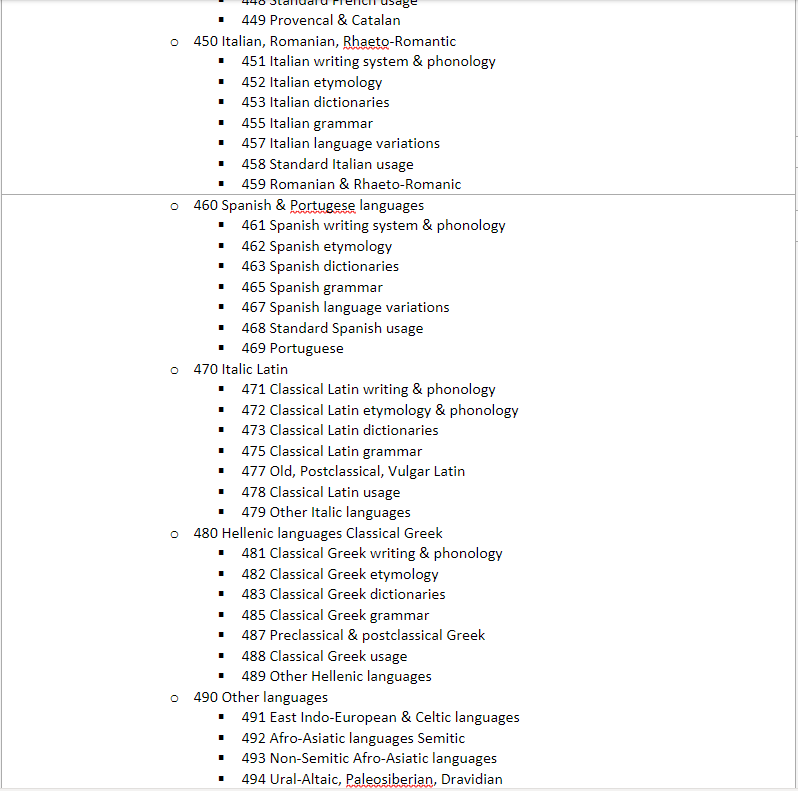 448 Standard French usage
449 Provencal & Catalan
450 Italian, Romanian, Rhaeto-Romantic
451 Italian writing system & phonology
452 Italian etymology
453 Italian dictionaries
455 Italian grammar
457 Italian language variations
458 Standard Italian usage
459 Romanian & Rhaeto-Romanic
460 Spanish & Portugese languages
461 Spanish writing system & phonology
462 Spanish etymology
463 Spanish dictionaries
465 Spanish grammar
467 Spanish language variations
468 Standard Spanish usage
469 Portuguese
470 Italic Latin
471 Classical Latin writing & phonology
472 Classical Latin etymology & phonology
473 Classical Latin dictionaries
475 Classical Latin grammar
477 Old, Postclassical, Vulgar Latin
478 Classical Latin usage
479 Other Italic languages
480 Hellenic languages Classical Greek
481 Classical Greek writing & phonology
482 Classical Greek etymology
483 Classical Greek dictionaries
485 Classical Greek grammar
487 Preclassical & postclassical Greek
488 Classical Greek usage
489 Other Hellenic languages
490 Other languages
491 East Indo-European & Celtic languages
492 Afro-Asiatic languages Semitic
493 Non-Semitic Afro-Asiatic languages
494 Ural-Altaic, Paleosiberian, Dravidian